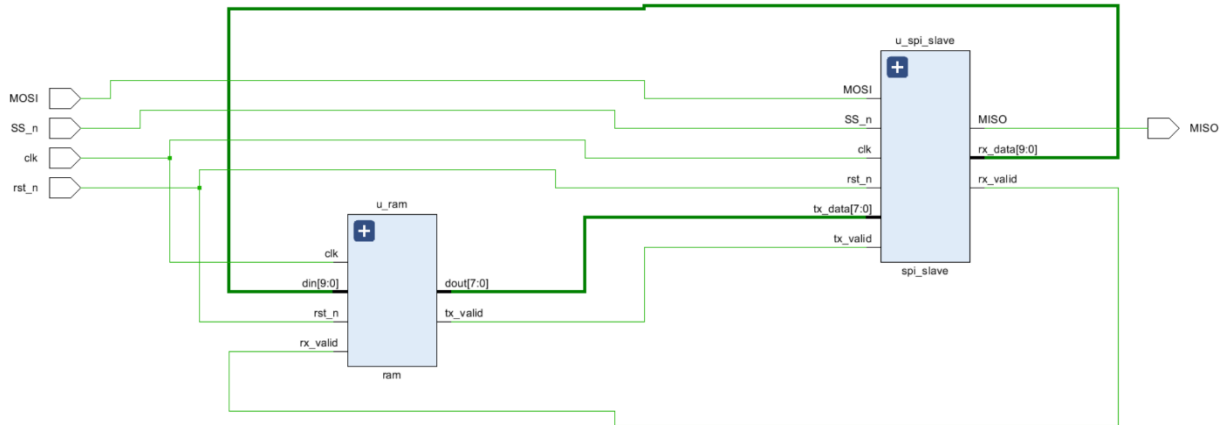 u_spi_slave
MOSI
SS_n
clk
rst_n
MOSI
SS_n
clk
rst_n
tx_data[7:0]
tx_valid
MISO
rx_data[9:0]
rx_valid
spi_slave
MISO
u_ram
clk
din[9:0]
rst_n
rx_valid
dout[7:0]
tx_valid
ram